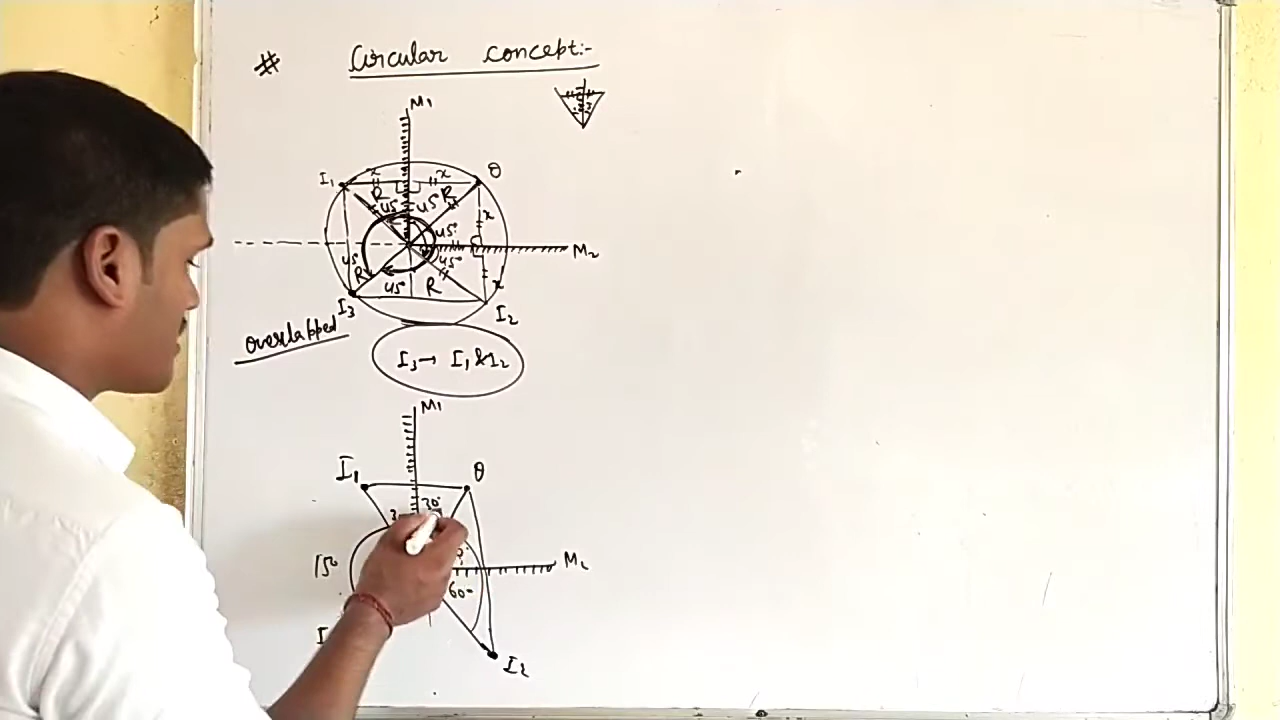 # Circular concept:-
M₁
I₁ x x θ
R R
45° 45° x
45°
M₂
45° 45°
R 45° R x
I₃ I₂
overlapped
I₃→ I₁ & I₂
M₁
I₁ θ
30°
150
M₂
60°
I₂